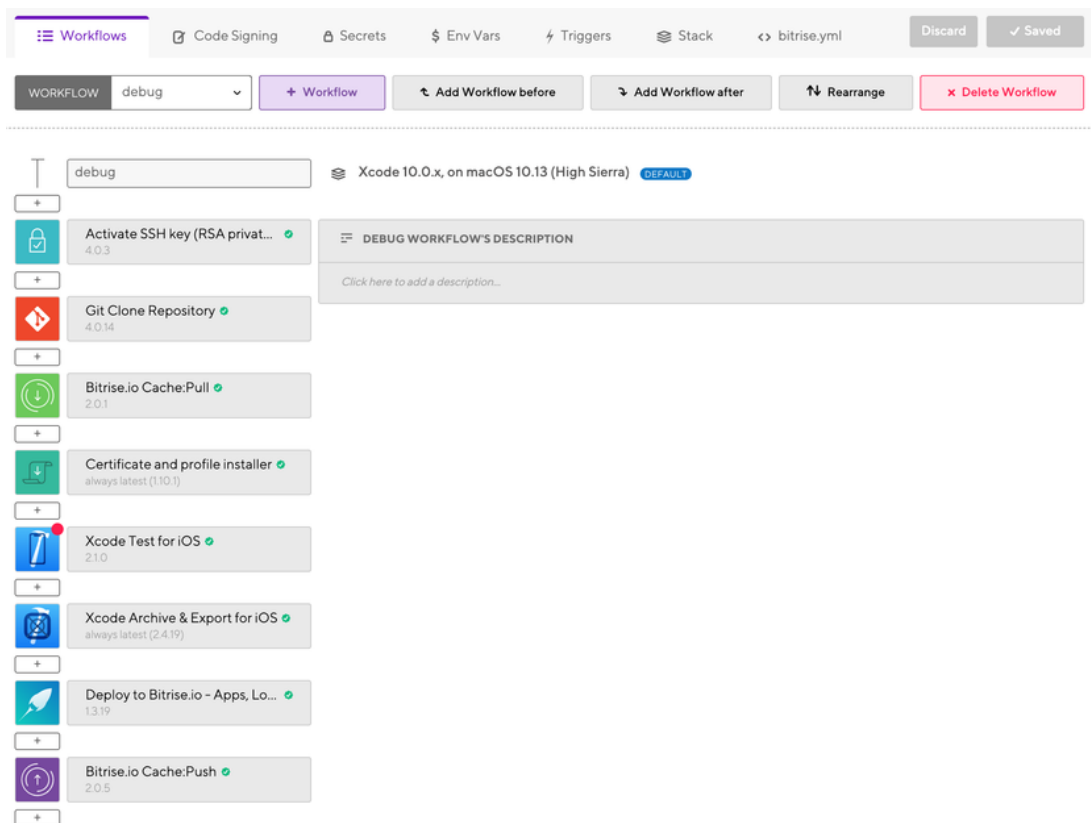 Workflows Code Signing Secrets $ Env Vars Triggers Stack <> bitrise.yml Discard ✓ Saved
WORKFLOW debug + Workflow Add Workflow before Add Workflow after Rearrange × Delete Workflow
debug Xcode 10.0.x, on macOS 10.13 (High Sierra) DEFAULT
+
Activate SSH key (RSA privat...
4.0.3
DEBUG WORKFLOW'S DESCRIPTION
Click here to add a description...
+
Git Clone Repository
4.0.14
+
Bitrise.io Cache:Pull
2.0.1
+
Certificate and profile installer
always latest (1.10.1)
+
Xcode Test for iOS
2.1.0
+
Xcode Archive & Export for iOS
always latest (2.4.19)
+
Deploy to Bitrise.io - Apps, Lo...
1.3.19
+
Bitrise.io Cache:Push
2.0.5
+